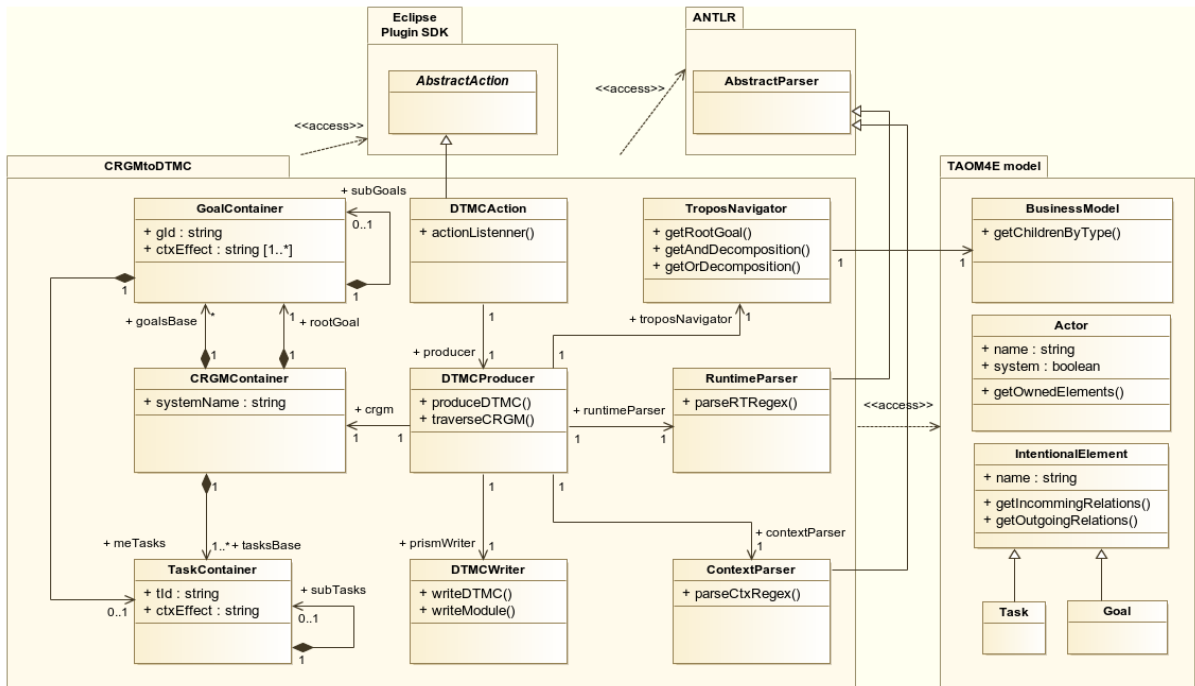 Eclipse
Plugin SDK
AbstractAction
<<access>>
ANTLR
AbstractParser
<<access>>
CRGMtoDTMC
GoalContainer
+ gId : string
+ ctxEffect : string [1..*]
+ subGoals
0..1
1
1
DTMCAction
+ actionListenner()
TroposNavigator
+ getRootGoal()
+ getAndDecomposition()
+ getOrDecomposition()
1
1
+ goalsBase
*
1
+ rootGoal
1
1
1
+ producer
1
+ troposNavigator
1
1
CRGMContainer
+ systemName : string
+ crgm
1
1
DTMCProducer
+ produceDTMC()
+ traverseCRGM()
+ runtimeParser
1
1
RuntimeParser
+ parseRTRegex()
<<access>>
1
+ meTasks
1..*
+ tasksBase
1
+ prismWriter
1
1
+ contextParser
1
TaskContainer
+ tId : string
+ ctxEffect : string
0..1
+ subTasks
0..1
1
DTMCWriter
+ writeDTMC()
+ writeModule()
ContextParser
+ parseCtxRegex()
TAOM4E model
BusinessModel
+ getChildrenByType()
Actor
+ name : string
+ system : boolean
+ getOwnedElements()
IntentionalElement
+ name : string
+ getIncommingRelations()
+ getOutgoingRelations()
Task
Goal